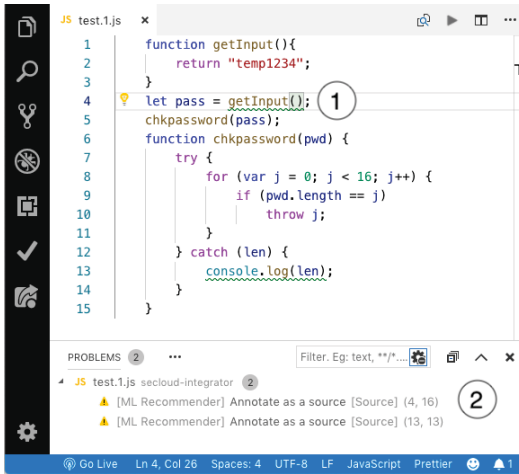 JS test.1.js ×
1 function getInput(){
2 return "temp1234";
3 }
4 let pass = getInput(); 1
5 chkpassword(pass);
6 function chkpassword(pwd) {
7 try {
8 for (var j = 0; j < 16; j++) {
9 if (pwd.length == j)
10 throw j;
11 }
12 } catch (len) {
13 console.log(len);
14 }
15 }
PROBLEMS 2 ... Filter. Eg: text, **/*....
JS test.1.js secloud-integrator 2
[ML Recommender] Annotate as a source [Source] (4, 16) 2
[ML Recommender] Annotate as a source [Source] (13, 13)
Go Live Ln 4, Col 26 Spaces: 4 UTF-8 LF JavaScript Prettier 1